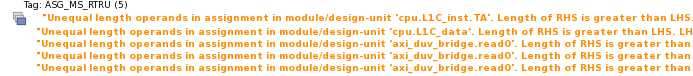 Tag: ASG_MS_RTRU (5)
"Unequal length operands in assignment in module/design-unit 'cpu.L1C_inst.TA'. Length of RHS is greater than LHS.
"Unequal length operands in assignment in module/design-unit 'cpu.L1C_data'. Length of RHS is greater than LHS. LH
"Unequal length operands in assignment in module/design-unit 'axi_duv_bridge.read0'. Length of RHS is greater than
"Unequal length operands in assignment in module/design-unit 'axi_duv_bridge.read0'. Length of RHS is greater than
"Unequal length operands in assignment in module/design-unit 'axi_duv_bridge.read0'. Length of RHS is greater than